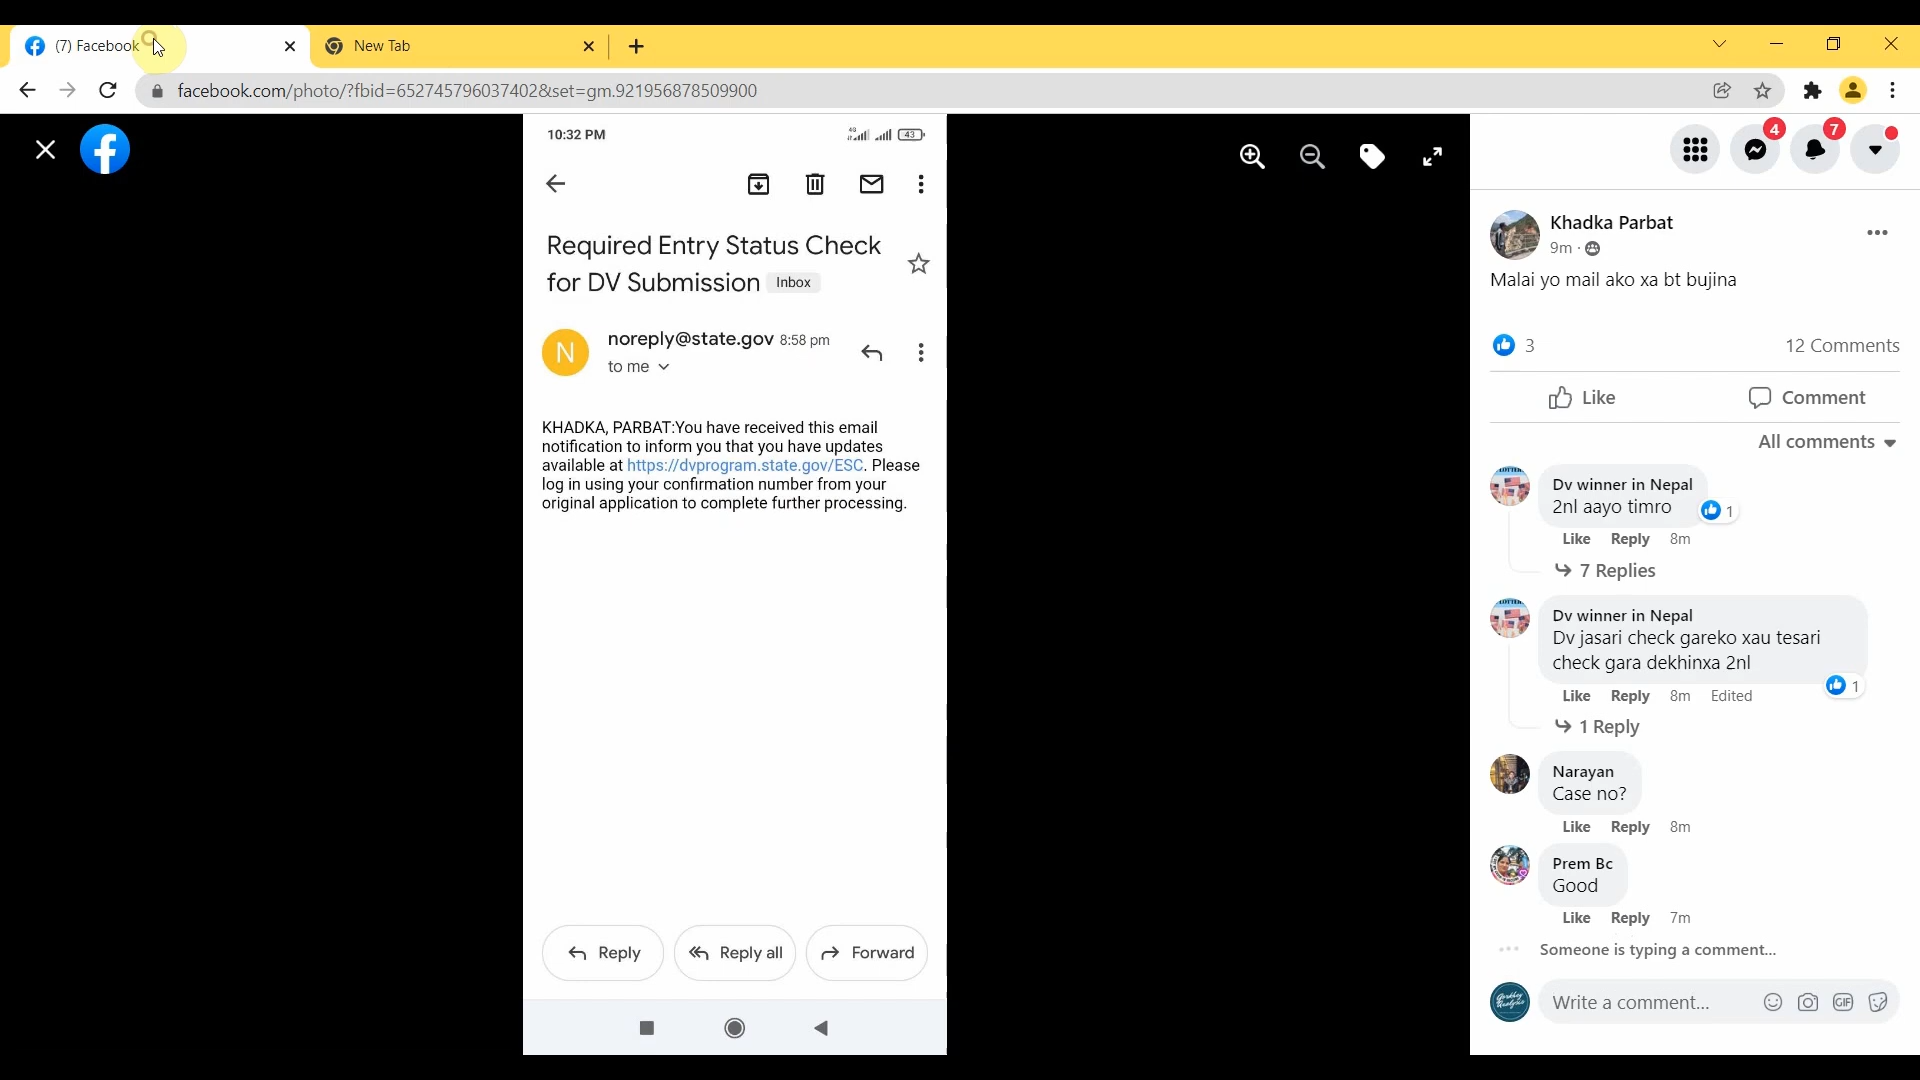 (7) Facebook
New Tab
facebook.com/photo/?fbid=652745796037402&set=gm.921956878509900
10:32 PM
4G
43
Required Entry Status Check
for DV Submission Inbox
N
noreply@state.gov 8:58 pm
to me
KHADKA, PARBAT:You have received this email
notification to inform you that you have updates
available at https://dvprogram.state.gov/ESC. Please
log in using your confirmation number from your
original application to complete further processing.
Reply
Reply all
Forward
4
7
Khadka Parbat
9m ·
Malai yo mail ako xa bt bujina
3
12 Comments
Like
Comment
All comments
Dv winner in Nepal
2nl aayo timro
1
Like Reply 8m
7 Replies
Dv winner in Nepal
Dv jasari check gareko xau tesari
check gara dekhinxa 2nl
1
Like Reply 8m Edited
1 Reply
Narayan
Case no?
Like Reply 8m
Prem Bc
Good
Like Reply 7m
Someone is typing a comment...
Write a comment...
GIF